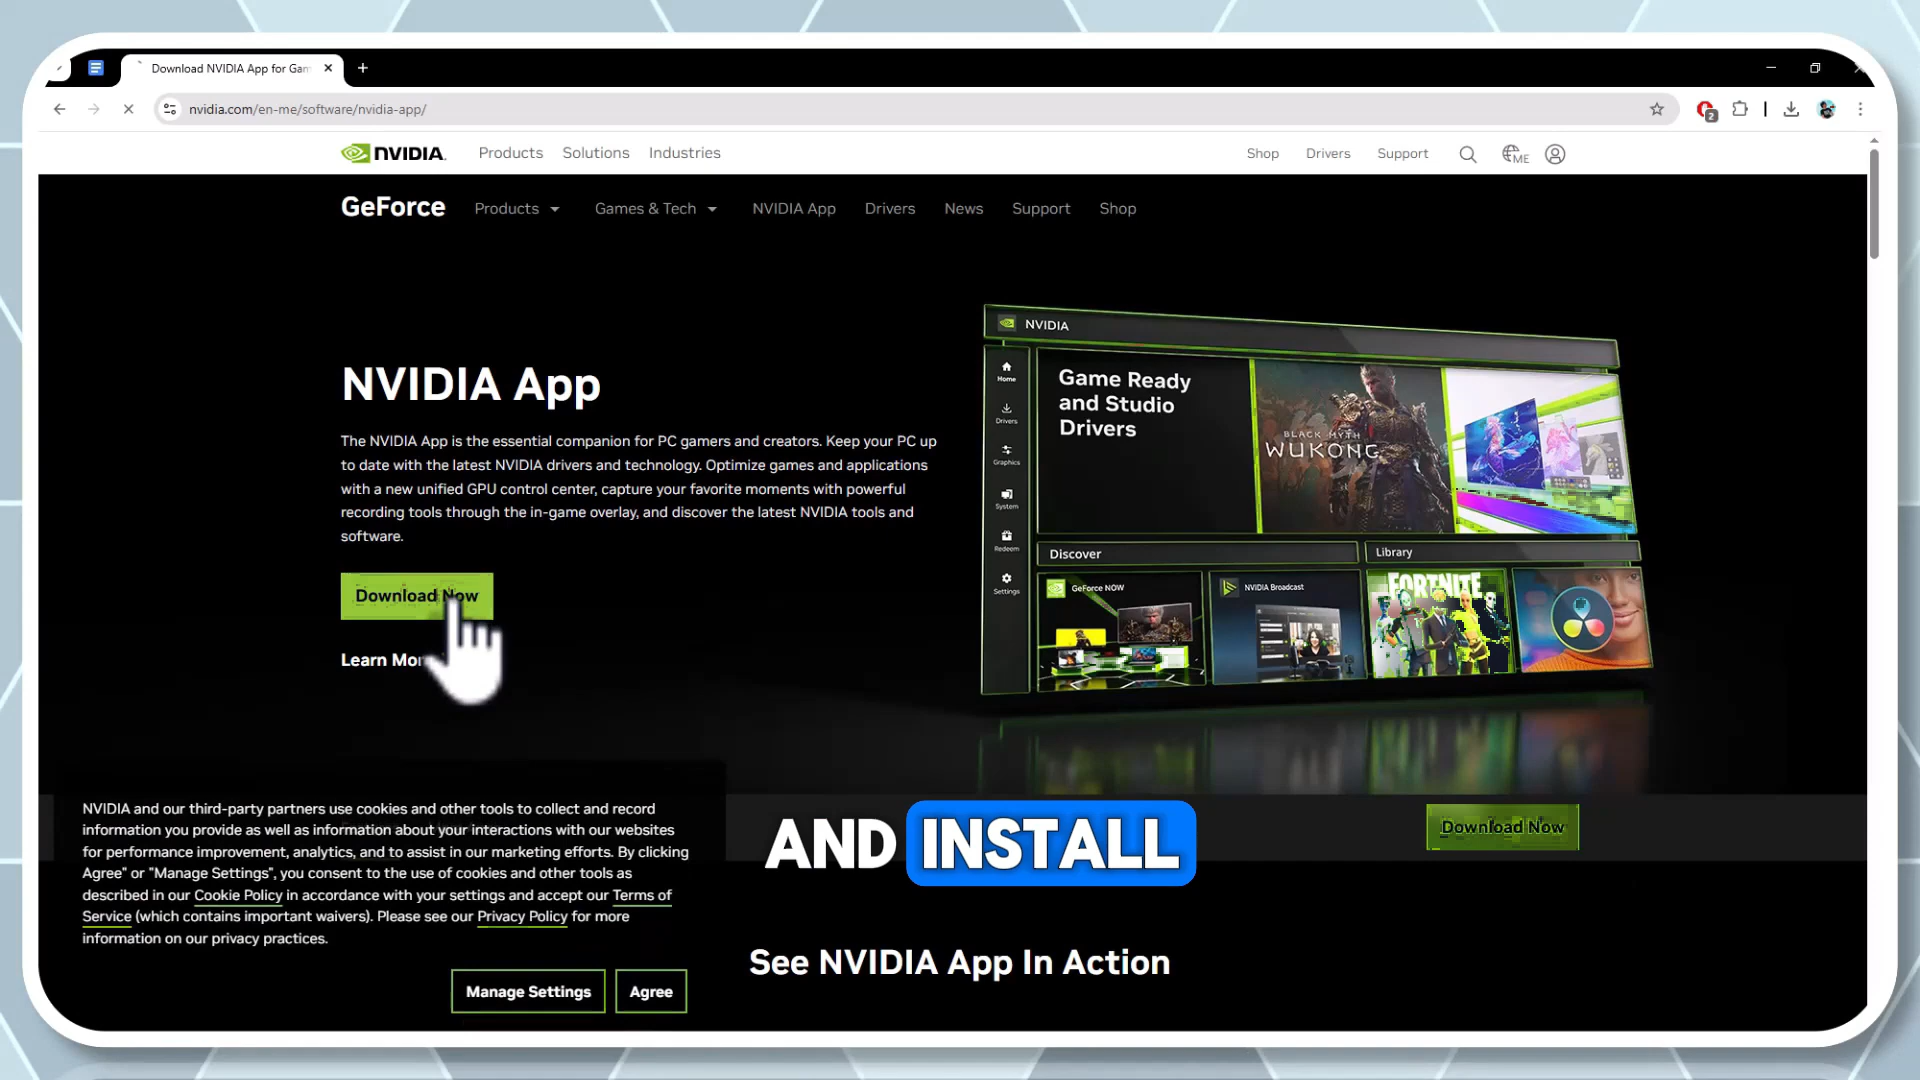 Download NVIDIA App for Gam
nvidia.com/en-me/software/nvidia-app/
2
NVIDIA. Products Solutions Industries Shop Drivers Support ME
GeForce Products Games & Tech NVIDIA App Drivers News Support Shop
NVIDIA App
The NVIDIA App is the essential companion for PC gamers and creators. Keep your PC up
to date with the latest NVIDIA drivers and technology. Optimize games and applications
with a new unified GPU control center, capture your favorite moments with powerful
recording tools through the in-game overlay, and discover the latest NVIDIA tools and
software.
Download Now
Learn Mor
NVIDIA
Home
Drivers
Graphics
System
Redeem
Settings
Game Ready
and Studio
Drivers
BLACK MYTH
WUKONG
Discover
Library
GeForce NOW
NVIDIA Broadcast
FORTNITE
NVIDIA and our third-party partners use cookies and other tools to collect and record
information you provide as well as information about your interactions with our websites
for performance improvement, analytics, and to assist in our marketing efforts. By clicking
Agree" or "Manage Settings", you consent to the use of cookies and other tools as
described in our Cookie Policy in accordance with your settings and accept our Terms of
Service (which contains important waivers). Please see our Privacy Policy for more
information on our privacy practices.
Manage Settings Agree
AND INSTALL
Download Now
See NVIDIA App In Action